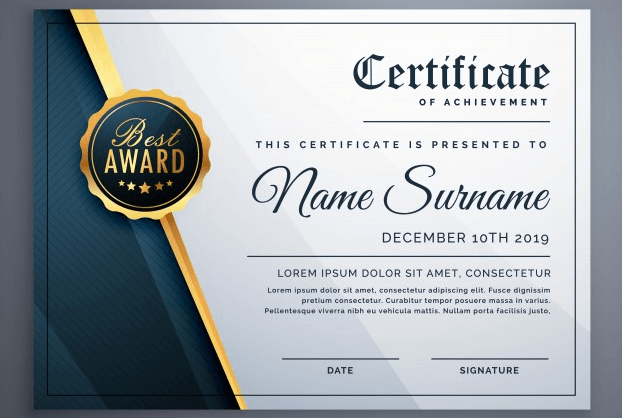 Best
AWARD
Certificate
OF ACHIEVEMENT
THIS CERTIFICATE IS PRESENTED TO
Name Surname
DECEMBER 10TH 2019
LOREM IPSUM DOLOR SIT AMET, CONSECTETUR
Lorem ipsum dolor sit amet, consectetur adipiscing elit. Fusce dignissim
pretium consectetur. Curabitur tempor posuere massa in varius.
Pellentesque viverra nibh eu vehicula mattis. Nullam porta facilisis justo,
DATE
SIGNATURE